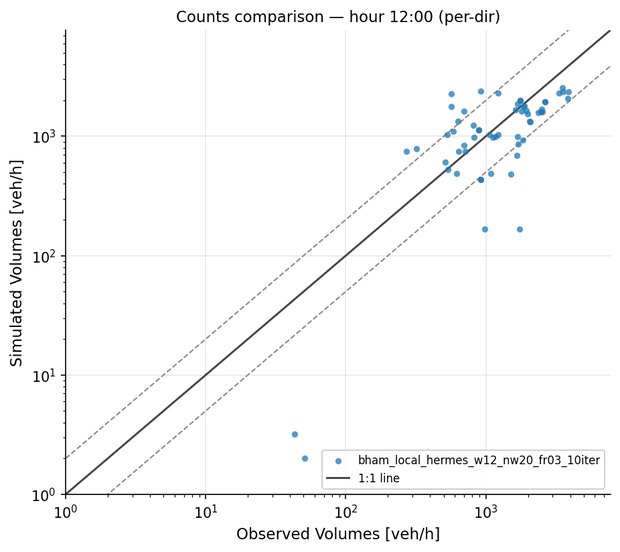 Counts comparison — hour 12:00 (per-dir)
Simulated Volumes [veh/h]
10³
10²
10¹
10⁰
10⁰ 10¹ 10² 10³
Observed Volumes [veh/h]
bham_local_hermes_w12_nw20_fr03_10iter
1:1 line